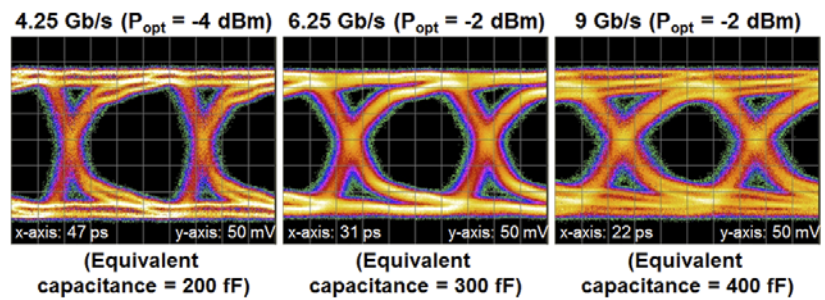 4.25 Gb/s (Popt = -4 dBm)
6.25 Gb/s (Popt = -2 dBm)
9 Gb/s (Popt = -2 dBm)
x-axis: 47 ps
y-axis: 50 mV
x-axis: 31 ps
y-axis: 50 mV
x-axis: 22 ps
y-axis: 50 mV
(Equivalent
capacitance = 200 fF)
(Equivalent
capacitance = 300 fF)
(Equivalent
capacitance = 400 fF)